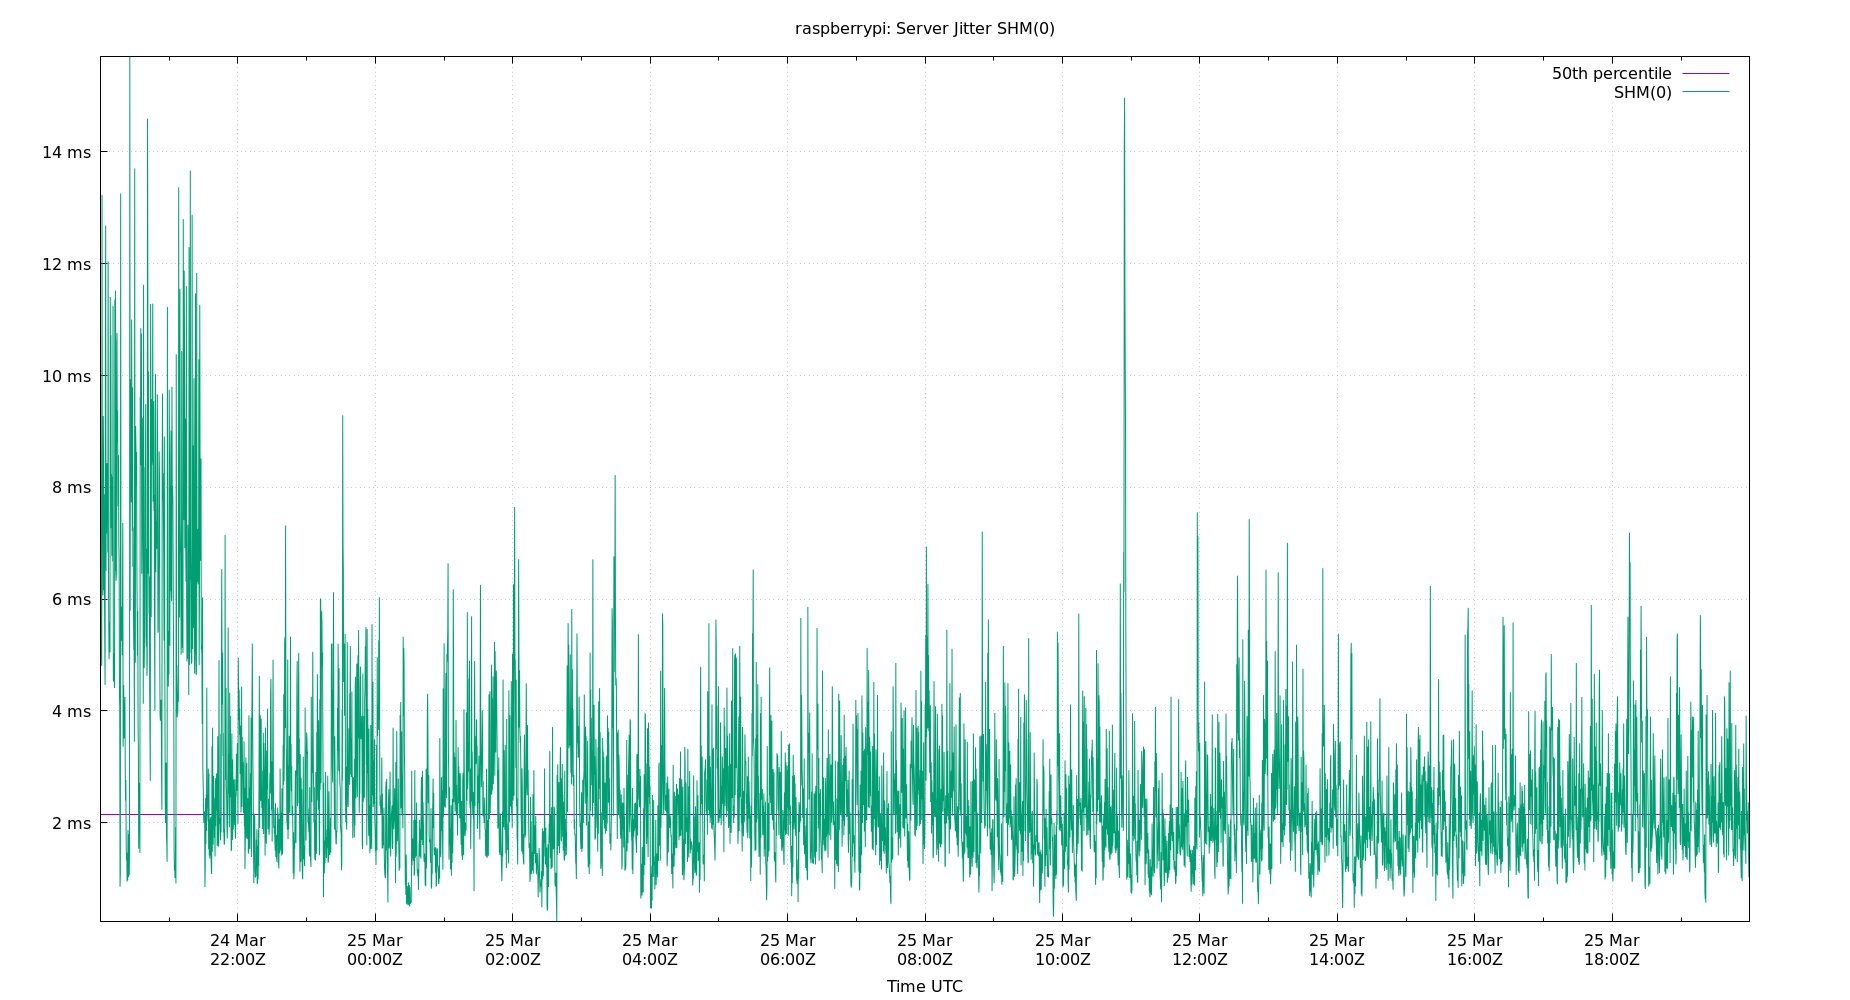 raspberrypi: Server Jitter SHM(0)
50th percentile
SHM(0)
14 ms
12 ms
10 ms
8 ms
6 ms
4 ms
2 ms
24 Mar 25 Mar 25 Mar 25 Mar 25 Mar 25 Mar 25 Mar 25 Mar 25 Mar 25 Mar 25 Mar
22:00Z 00:00Z 02:00Z 04:00Z 06:00Z 08:00Z 10:00Z 12:00Z 14:00Z 16:00Z 18:00Z
Time UTC